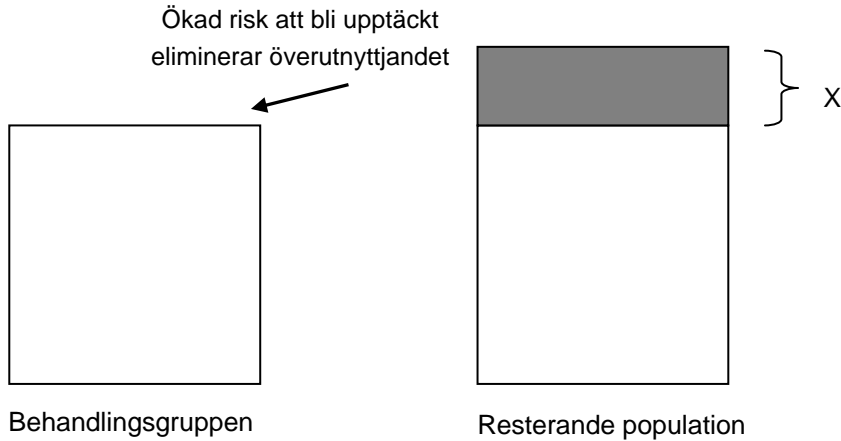 Ökad risk att bli upptäckt
eliminerar överutnyttjandet
X
Behandlingsgruppen
Resterande population